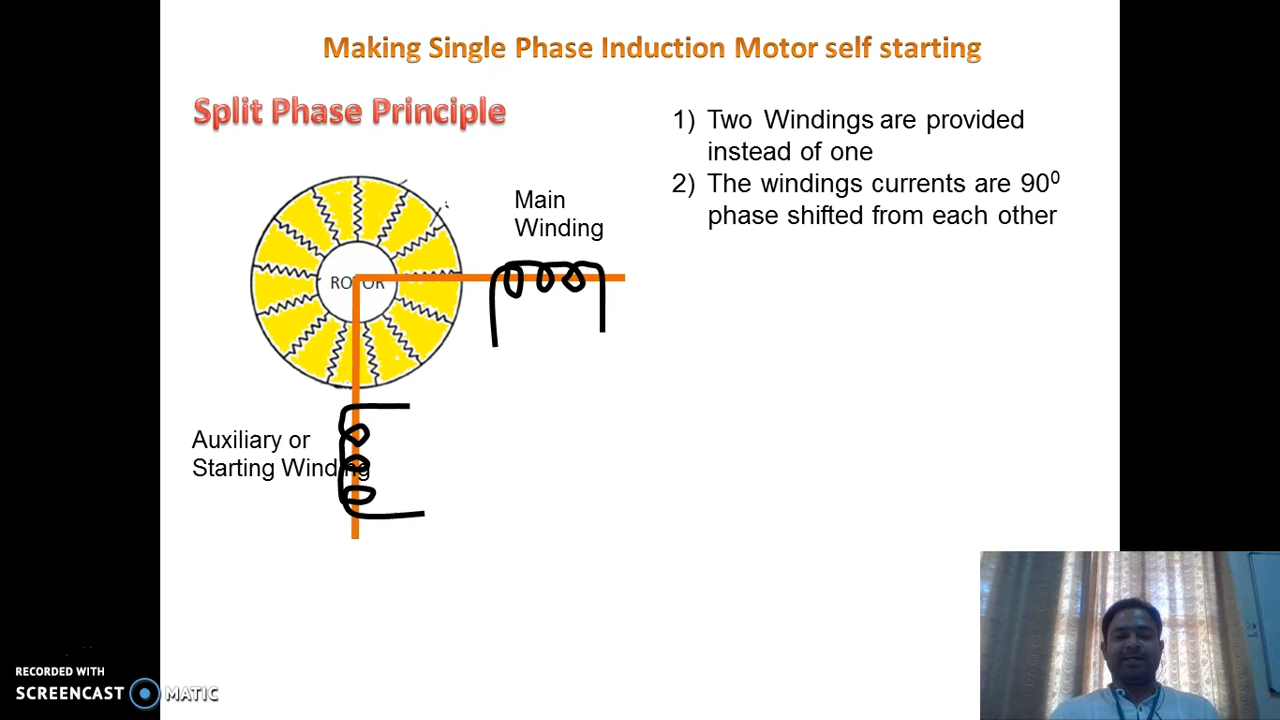 Making Single Phase Induction Motor self starting
Split Phase Principle
1) Two Windings are provided
instead of one
2) The windings currents are 90⁰
phase shifted from each other
Main
Winding
ROTOR
Auxiliary or
Starting Winding
RECORDED WITH
SCREENCAST MATIC